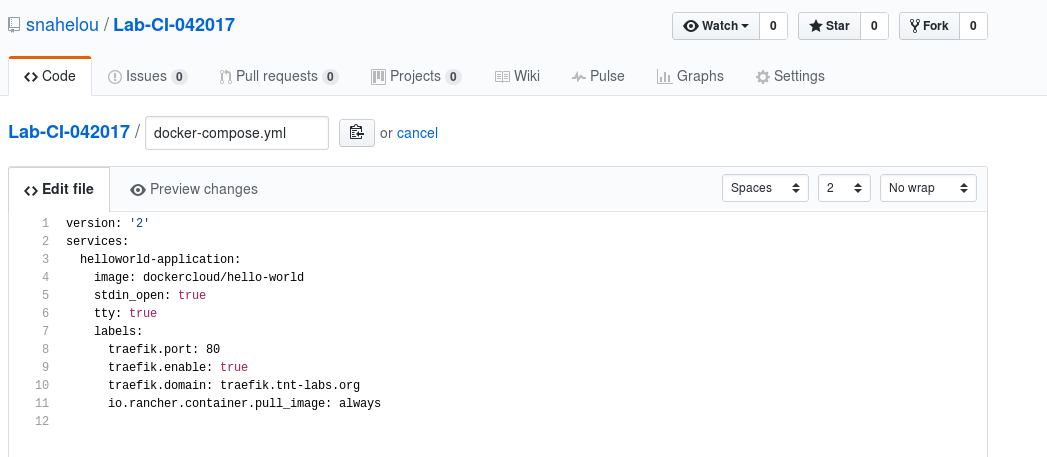 snahelou / Lab-CI-042017
Watch 0 Star 0 Fork 0
Code Issues 0 Pull requests 0 Projects 0 Wiki Pulse Graphs Settings
Lab-CI-042017 / docker-compose.yml or cancel
Edit file Preview changes Spaces 2 No wrap
1 version: '2'
2 services:
3 helloworld-application:
4 image: dockercloud/hello-world
5 stdin_open: true
6 tty: true
7 labels:
8 traefik.port: 80
9 traefik.enable: true
10 traefik.domain: traefik.tnt-labs.org
11 io.rancher.container.pull_image: always
12